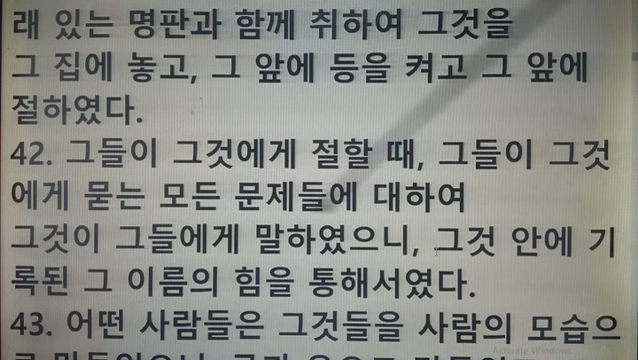 래 있는 명판과 함께 취하여 그것을
그 집에 놓고, 그 앞에 등을 켜고 그 앞에
절하였다.
42. 그들이 그것에게 절할 때, 그들이 그것
에게 묻는 모든 문제들에 대하여
그것이 그들에게 말하였으니, 그것 안에 기
록된 그 이름의 힘을 통해서였다.
43. 어떤 사람들은 그것들을 사람의 모습으
Activate Windows